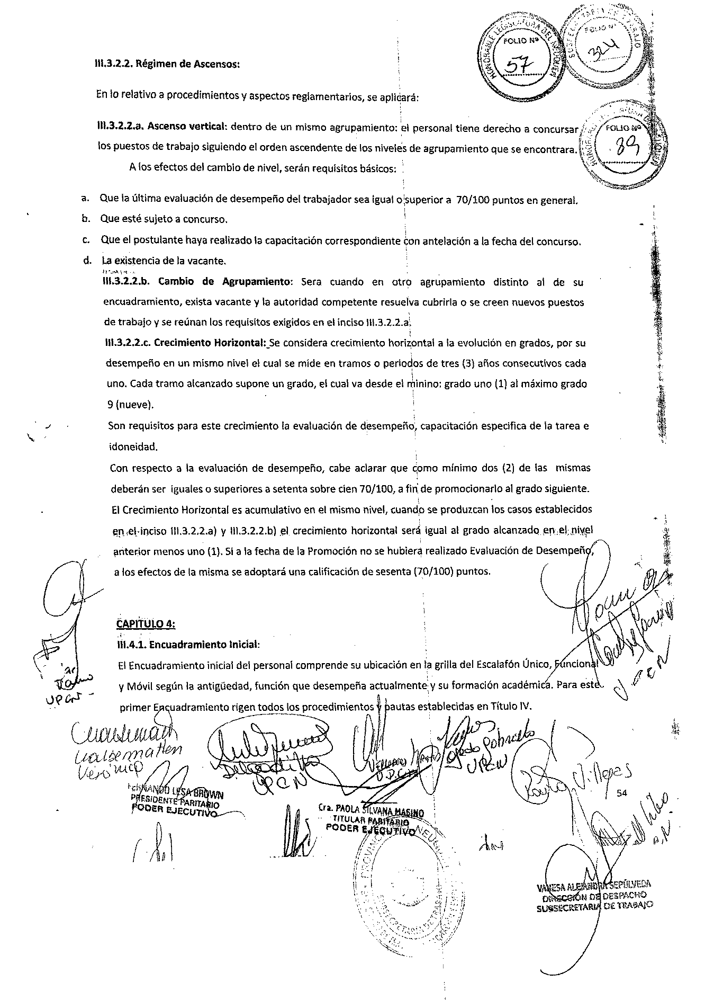 HONORABLE LEGISLATURA DEL NEUQUEN
FOLIO Nº
57
FOLIO Nº
324
FOLIO Nº
89
III.3.2.2. Régimen de Ascensos:
En lo relativo a procedimientos y aspectos reglamentarios, se aplicará:
III.3.2.2.a. Ascenso vertical: dentro de un mismo agrupamiento: el personal tiene derecho a concursar
los puestos de trabajo siguiendo el orden ascendente de los niveles de agrupamiento que se encontrara.
A los efectos del cambio de nivel, serán requisitos básicos:
a. Que la última evaluación de desempeño del trabajador sea igual o superior a 70/100 puntos en general.
b. Que esté sujeto a concurso.
c. Que el postulante haya realizado la capacitación correspondiente con antelación a la fecha del concurso.
d. La existencia de la vacante.
III.3.2.2.b. Cambio de Agrupamiento: Sera cuando en otro agrupamiento distinto al de su
encuadramiento, exista vacante y la autoridad competente resuelva cubrirla o se creen nuevos puestos
de trabajo y se reúnan los requisitos exigidos en el inciso III.3.2.2.a.
III.3.2.2.c. Crecimiento Horizontal: Se considera crecimiento horizontal a la evolución en grados, por su
desempeño en un mismo nivel el cual se mide en tramos o periodos de tres (3) años consecutivos cada
uno. Cada tramo alcanzado supone un grado, el cual va desde el minino: grado uno (1) al máximo grado
9 (nueve).
Son requisitos para este crecimiento la evaluación de desempeño, capacitación especifica de la tarea e
idoneidad.
Con respecto a la evaluación de desempeño, cabe aclarar que como mínimo dos (2) de las mismas
deberán ser iguales o superiores a setenta sobre cien 70/100, a fin de promocionarlo al grado siguiente.
El Crecimiento Horizontal es acumulativo en el mismo nivel, cuando se produzcan los casos establecidos
en el inciso III.3.2.2.a) y III.3.2.2.b) el crecimiento horizontal será igual al grado alcanzado en el nivel
anterior menos uno (1). Si a la fecha de la Promoción no se hubiera realizado Evaluación de Desempeño,
a los efectos de la misma se adoptará una calificación de sesenta (70/100) puntos.
CAPITULO 4:
III.4.1. Encuadramiento Inicial:
El Encuadramiento inicial del personal comprende su ubicación en la grilla del Escalafón Único, Funcional
y Móvil según la antigüedad, función que desempeña actualmente y su formación académica. Para este
primer Encuadramiento rigen todos los procedimientos y pautas establecidas en Título IV.
UPCN
Verónica
UPCN
UPCN
Villegas
54
FERNANDO LESA BROWN
PRESIDENTE PARITARIO
PODER EJECUTIVO
Cra. PAOLA SILVANA MASINO
TITULAR PARITARIO
PODER EJECUTIVO
SUBSECRETARIA DE TRABAJO
VANESA ALEJANDRA SEPÚLVEDA
DIRECCIÓN DE DESPACHO
SUBSECRETARIA DE TRABAJO